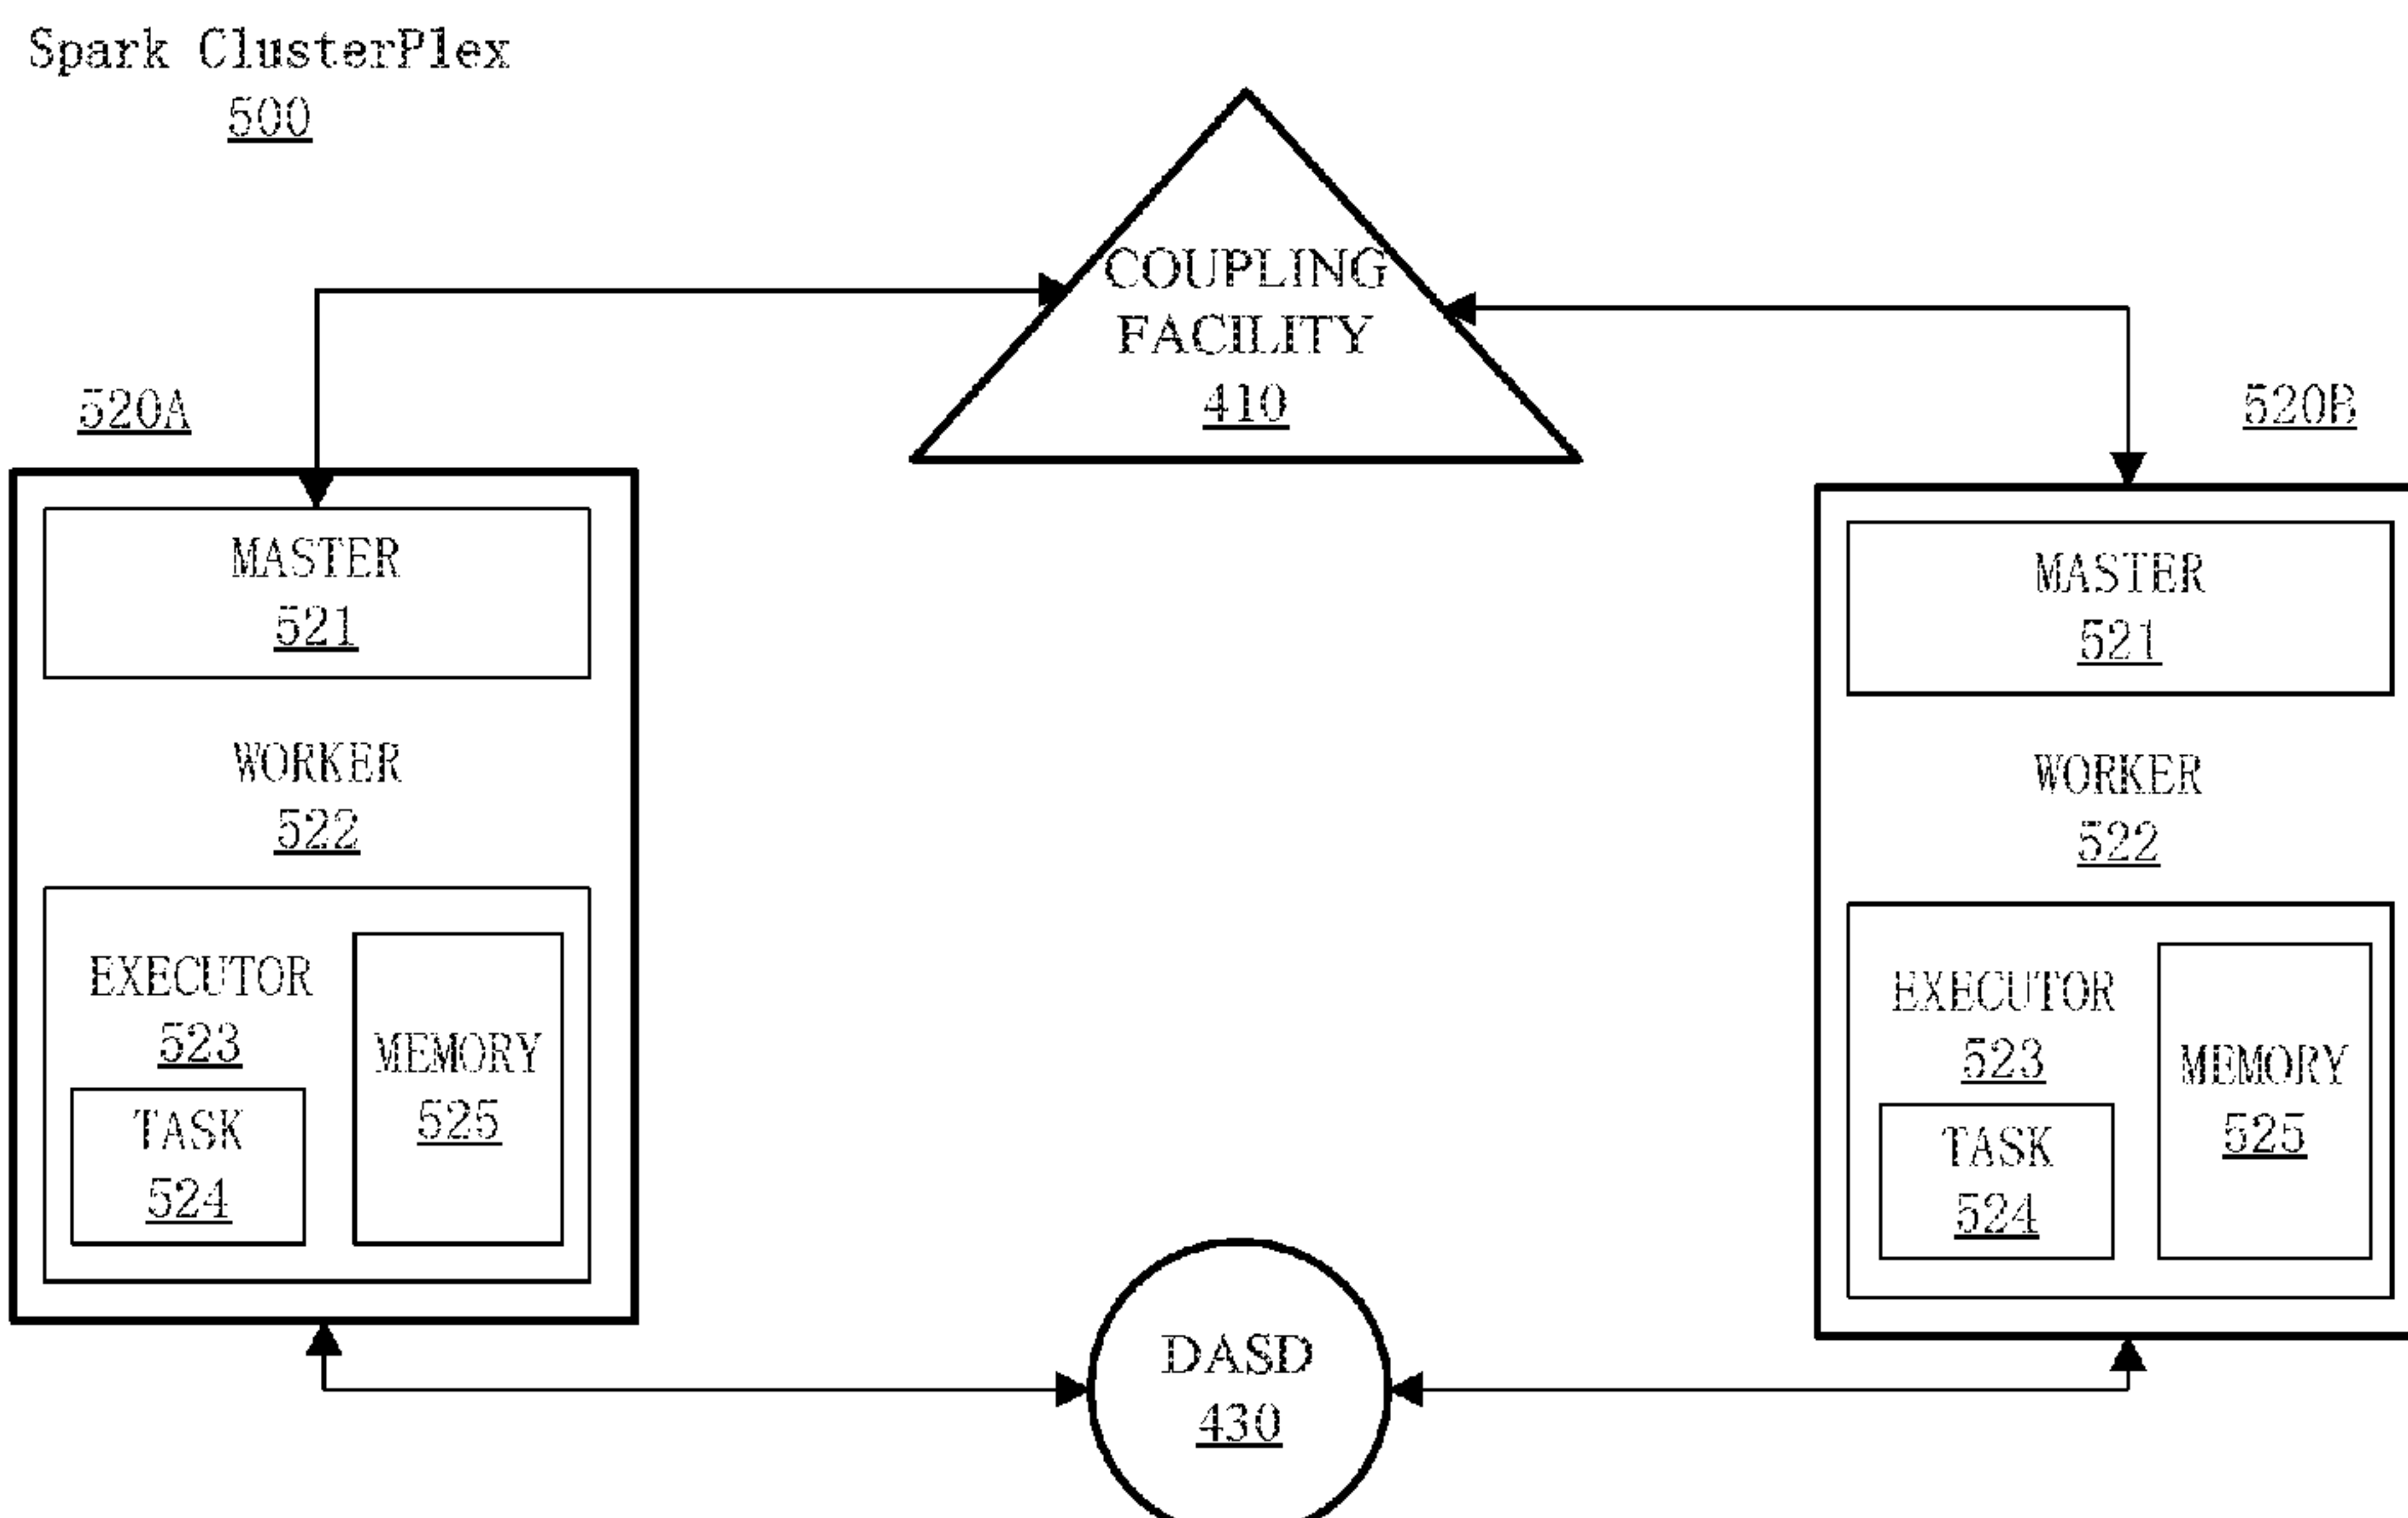 Spark ClusterPlex
500
COUPLING
FACILITY
410
520A
MASTER
521
WORKER
522
EXECUTOR
523
TASK
524
MEMORY
525
520B
MASTER
521
WORKER
522
EXECUTOR
523
TASK
524
MEMORY
525
DASD
430